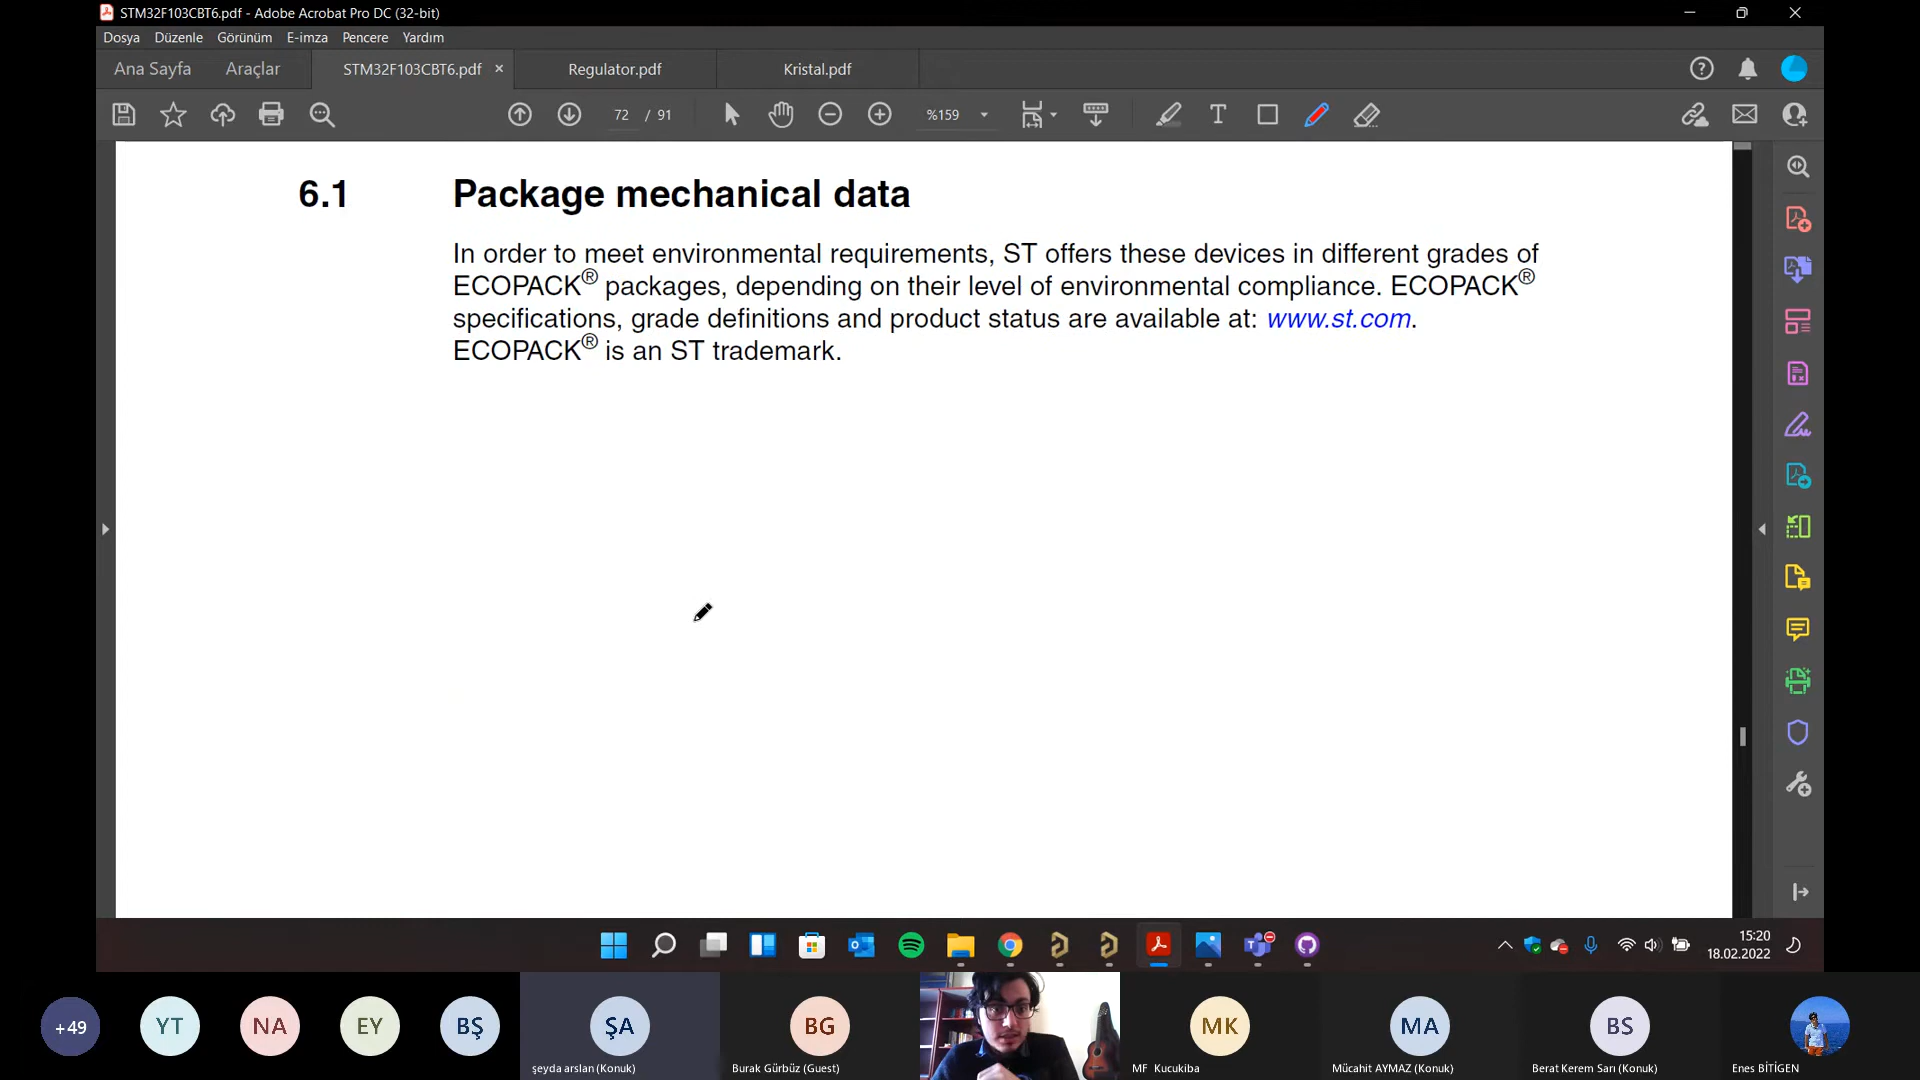 STM32F103CBT6.pdf - Adobe Acrobat Pro DC (32-bit)
Dosya Düzenle Görünüm E-imza Pencere Yardım
Ana Sayfa Araçlar STM32F103CBT6.pdf × Regulator.pdf Kristal.pdf
72 / 91 %159
6.1 Package mechanical data
In order to meet environmental requirements, ST offers these devices in different grades of
ECOPACK® packages, depending on their level of environmental compliance. ECOPACK®
specifications, grade definitions and product status are available at: www.st.com.
ECOPACK® is an ST trademark.
15:20
18.02.2022
+49 YT NA EY BŞ ŞA BG MK MA BS
şeyda arslan (Konuk) Burak Gürbüz (Guest) MF Kucukiba Mücahit AYMAZ (Konuk) Berat Kerem Sarı (Konuk) Enes BİTİGEN